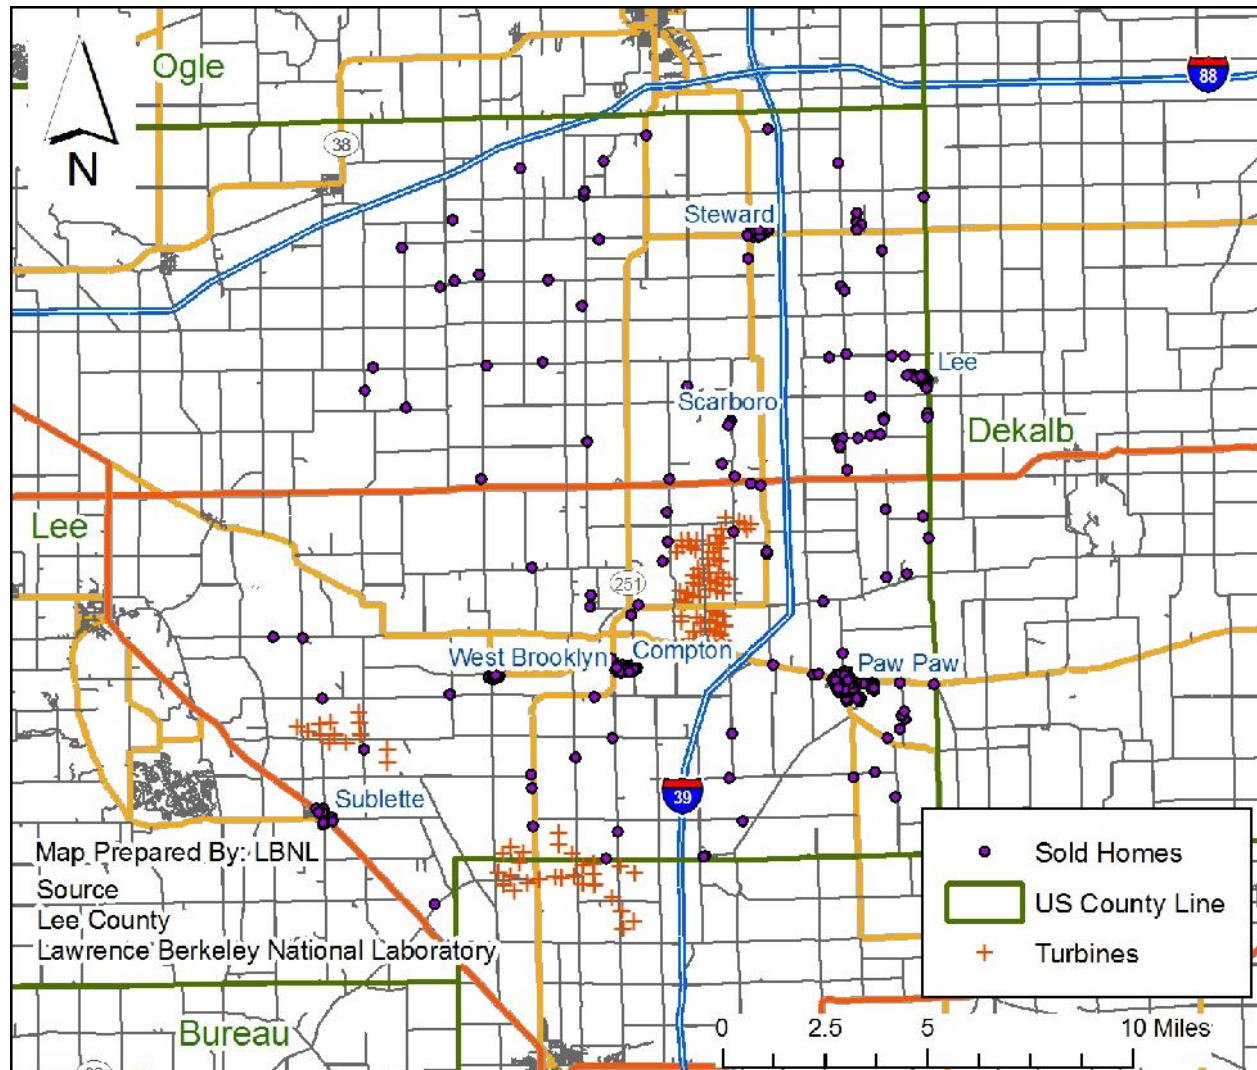 Ogle
88
38
N
Steward
Lee
Scarboro
Dekalb
Lee
251
West Brooklyn
Compton
Paw Paw
39
Sublette
Map Prepared By: LBNL
Source
Lee County
Lawrence Berkeley National Laboratory
Sold Homes
US County Line
Turbines
Bureau
0 2.5 5 10 Miles